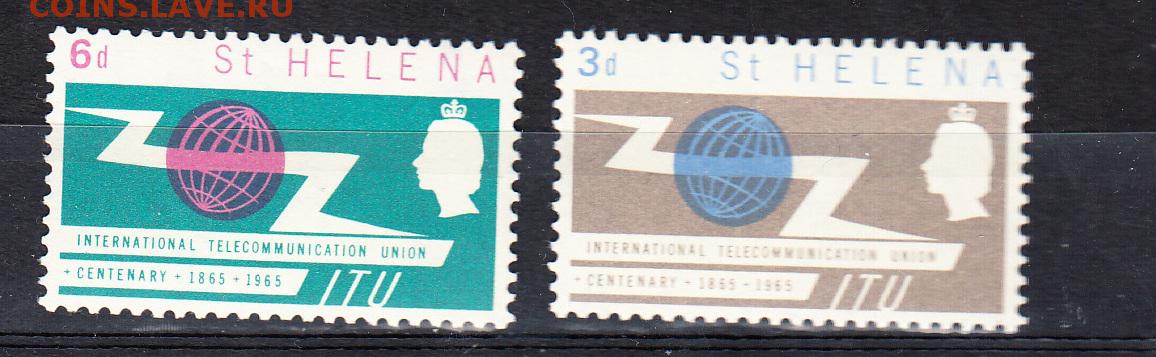 COINS.LAVE.RU
6d St HELENA
INTERNATIONAL TELECOMMUNICATION UNION
+ CENTENARY + 1865 + 1965
ITU
3d St HELENA
INTERNATIONAL TELECOMMUNICATION UNION
+ CENTENARY + 1865 - 1965
ITU